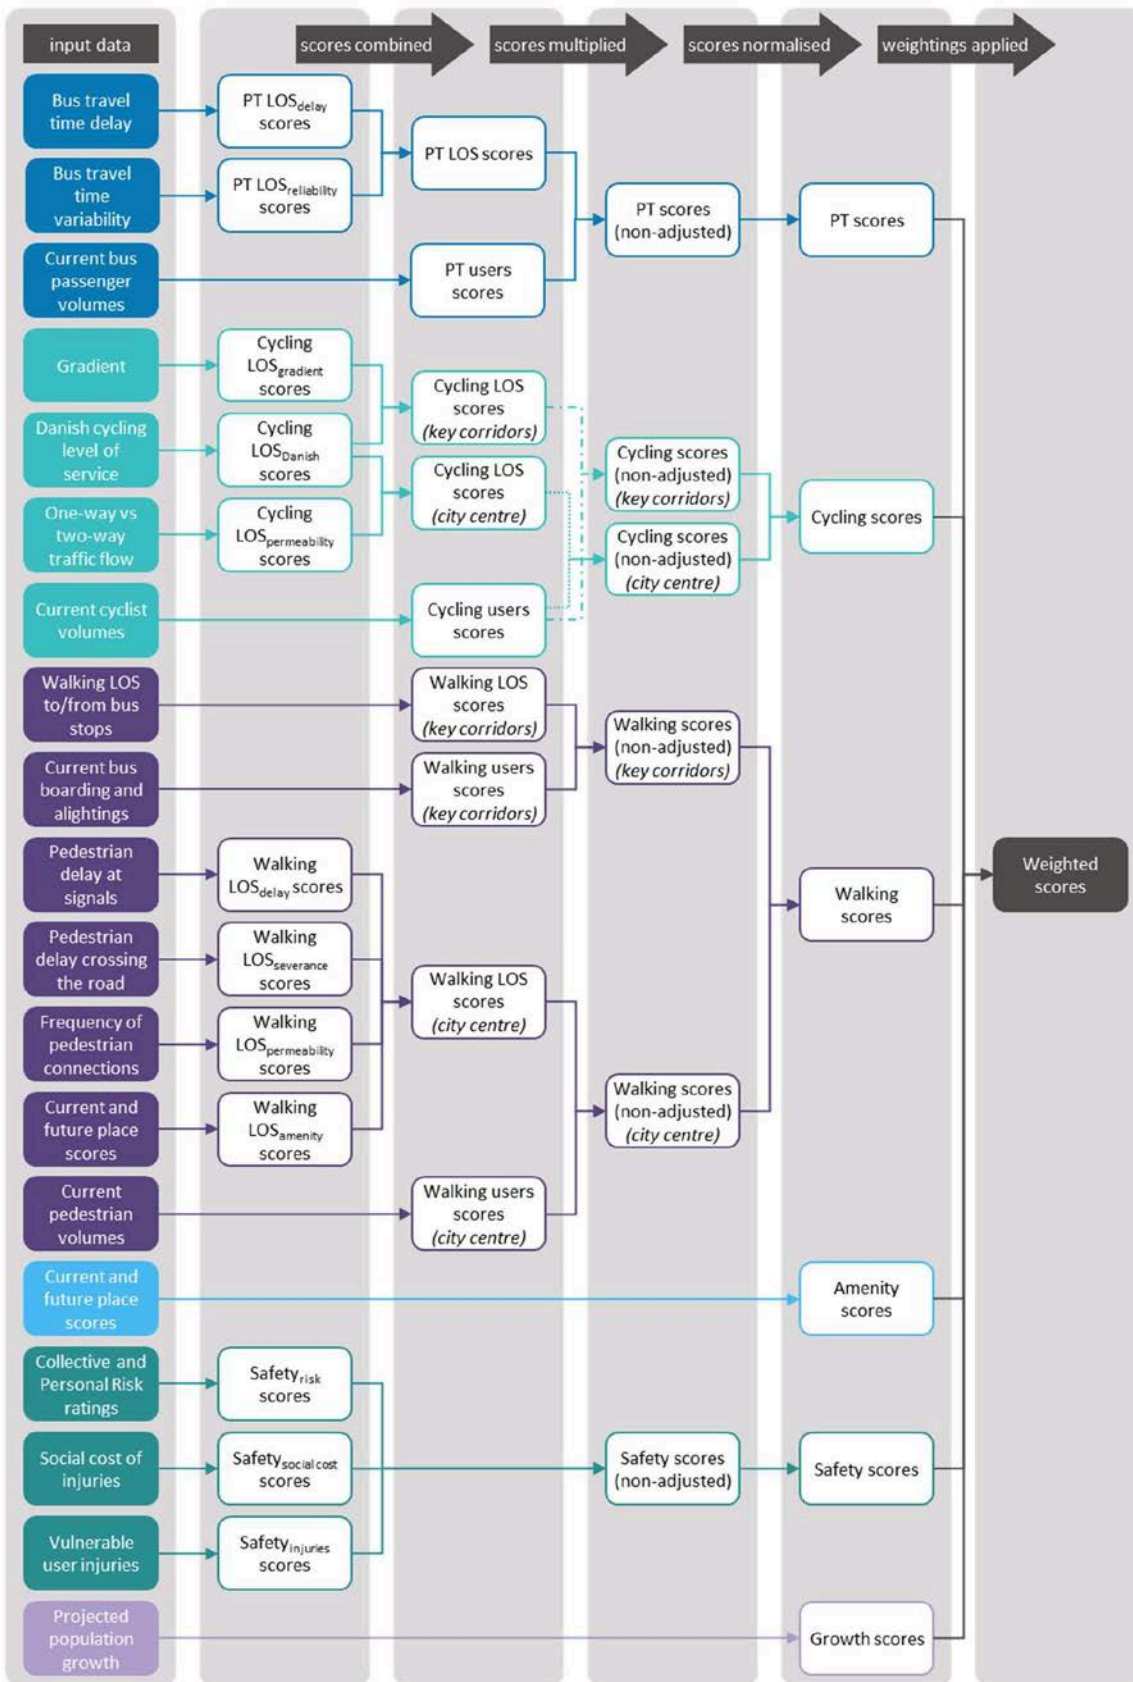 input data
scores combined
scores multiplied
scores normalised
weightings applied
Bus travel
time delay
PT LOSdelay
scores
PT LOS scores
Bus travel
time
variability
PT LOSreliability
scores
PT scores
(non-adjusted)
PT scores
Current bus
passenger
volumes
PT users
scores
Gradient
Cycling
LOSgradient
scores
Cycling LOS
scores
(key corridors)
Danish cycling
level of
service
Cycling
LOSDanish
scores
Cycling LOS
scores
(city centre)
Cycling scores
(non-adjusted)
(key corridors)
Cycling scores
One-way vs
two-way
traffic flow
Cycling
LOSpermeability
scores
Cycling scores
(non-adjusted)
(city centre)
Current cyclist
volumes
Cycling users
scores
Walking LOS
to/from bus
stops
Walking LOS
scores
(key corridors)
Walking scores
(non-adjusted)
(key corridors)
Current bus
boarding and
alightings
Walking users
scores
(key corridors)
Pedestrian
delay at
signals
Walking
LOSdelay scores
Walking
scores
Weighted
scores
Pedestrian
delay crossing
the road
Walking
LOSseverance
scores
Walking LOS
scores
(city centre)
Frequency of
pedestrian
connections
Walking
LOSpermeability
scores
Current and
future place
scores
Walking
LOSamenity
scores
Walking scores
(non-adjusted)
(city centre)
Current
pedestrian
volumes
Walking users
scores
(city centre)
Current and
future place
scores
Amenity
scores
Collective and
Personal Risk
ratings
Safetyrisk
scores
Social cost of
injuries
Safetysocial cost
scores
Safety scores
(non-adjusted)
Safety scores
Vulnerable
user injuries
Safetyinjuries
scores
Projected
population
growth
Growth scores